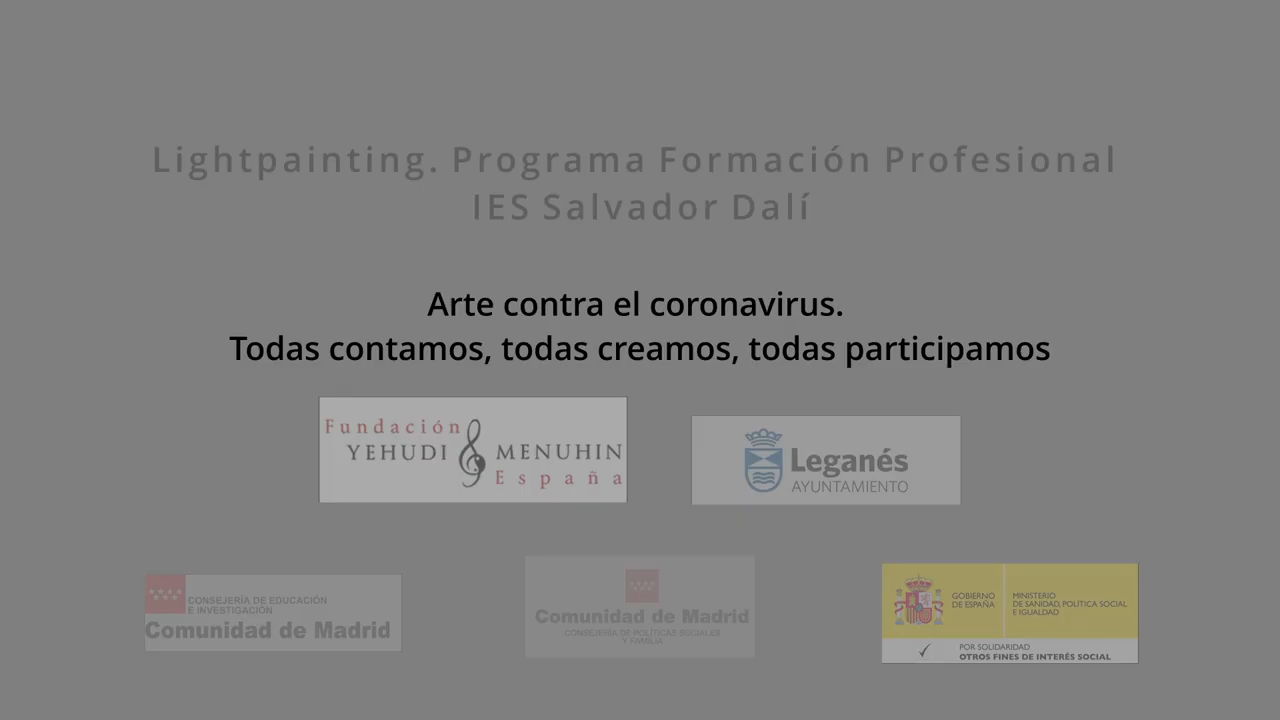 Lightpainting. Programa Formación Profesional
IES Salvador Dalí
Arte contra el coronavirus.
Todas contamos, todas creamos, todas participamos
Fundación
YEHUDI MENUHIN
España
Leganés
AYUNTAMIENTO
CONSEJERÍA DE EDUCACIÓN
E INVESTIGACIÓN
Comunidad de Madrid
Comunidad de Madrid
CONSEJERÍA DE POLÍTICAS SOCIALES
Y FAMILIA
GOBIERNO
DE ESPAÑA
MINISTERIO
DE SANIDAD, POLÍTICA SOCIAL
E IGUALDAD
POR SOLIDARIDAD
OTROS FINES DE INTERÉS SOCIAL